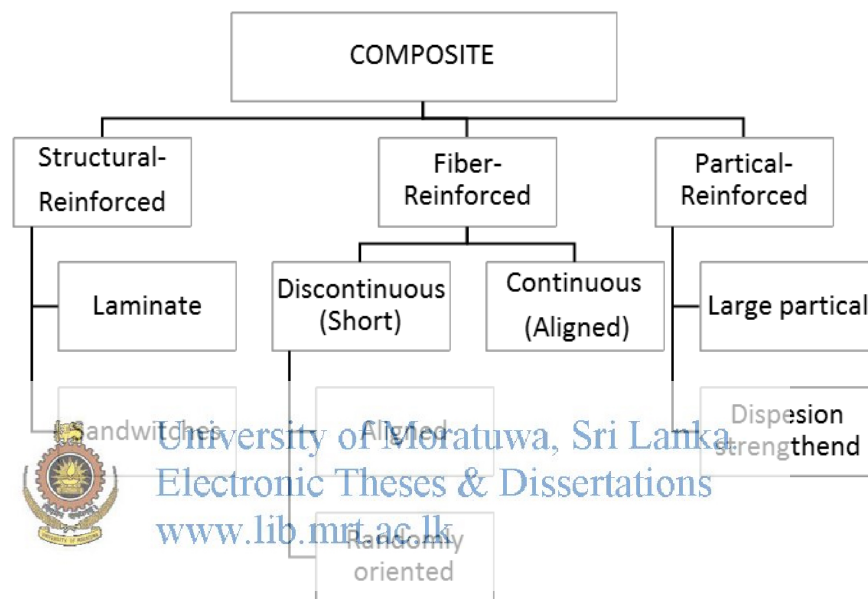 COMPOSITE
Structural-
Reinforced
Fiber-
Reinforced
Partical-
Reinforced
Laminate
Discontinuous
(Short)
Continuous
(Aligned)
Large partical
Sandwitches
Aligned
Dispesion
strengthend
University of Moratuwa, Sri Lanka
Electronic Theses & Dissertations
www.lib.mrt.ac.lk
Randomly
oriented